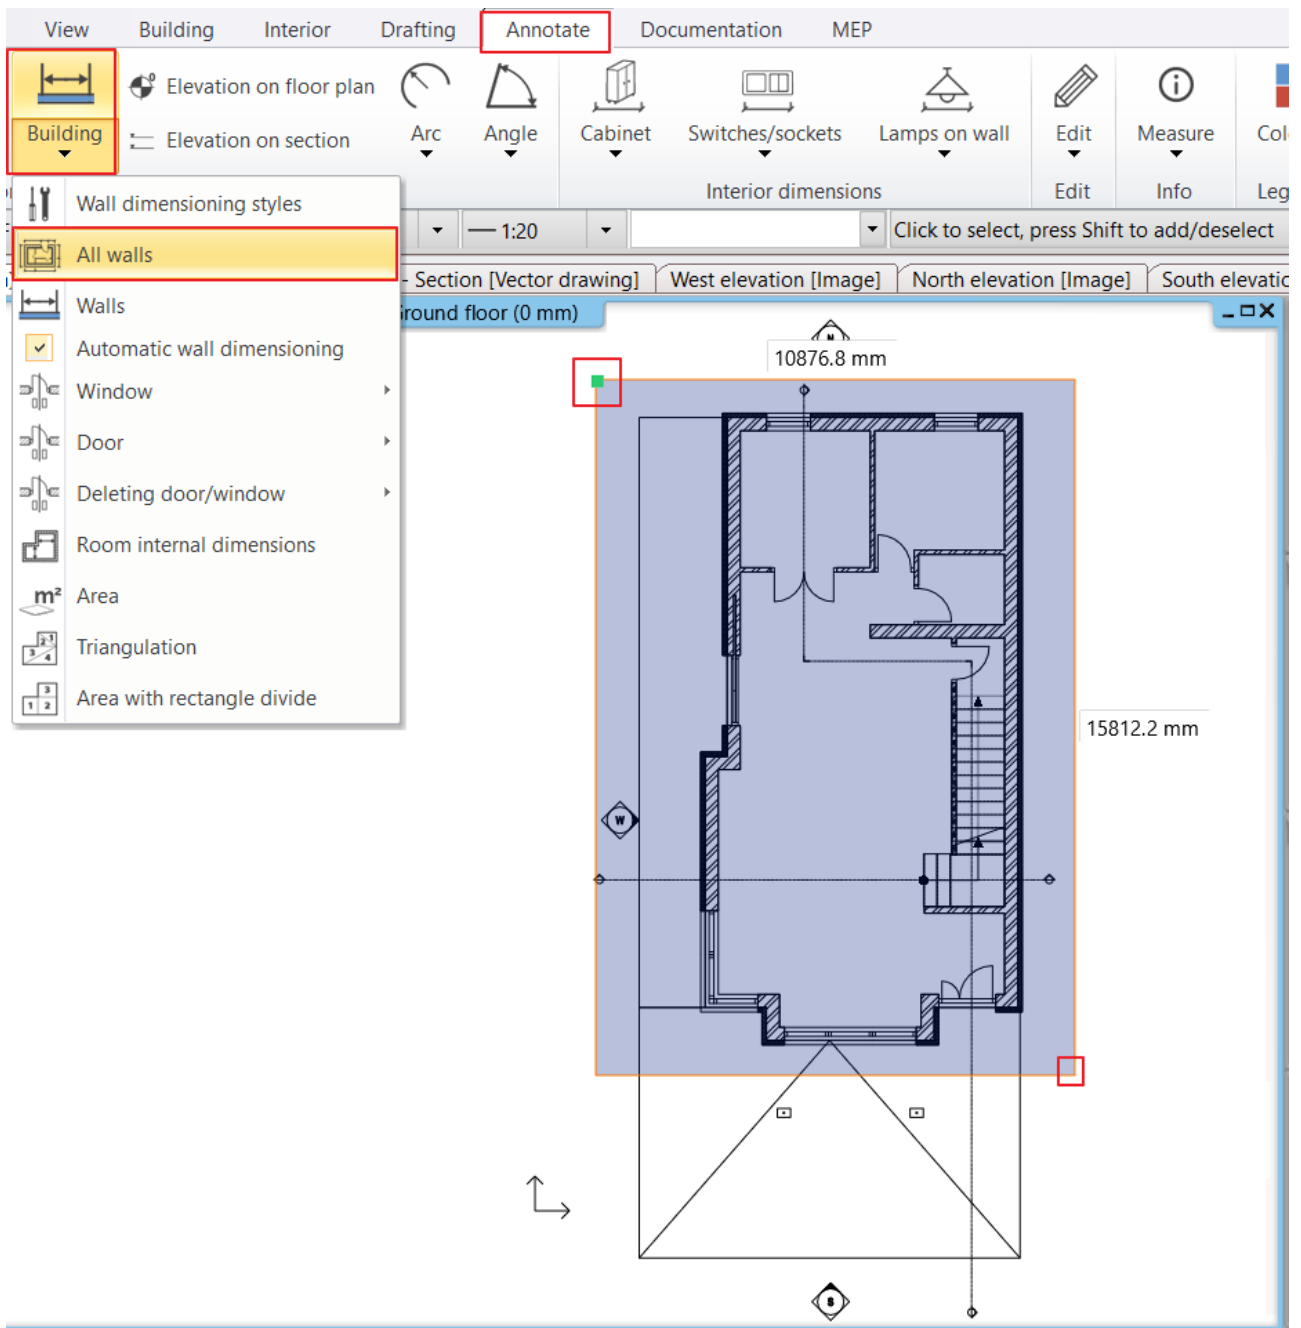 View Building Interior Drafting Annotate Documentation MEP
Elevation on floor plan
Building Elevation on section Arc Angle Cabinet Switches/sockets Lamps on wall Edit Measure
Interior dimensions Edit Info
Wall dimensioning styles
1:20 Click to select, press Shift to add/deselect
All walls
- Section [Vector drawing] West elevation [Image] North elevation [Image] South
Walls
(0 mm)
Automatic wall dimensioning
N
10876.8 mm
Window
Door
Deleting door/window
Room internal dimensions
m² Area
Triangulation
Area with rectangle divide
15812.2 mm
W
S